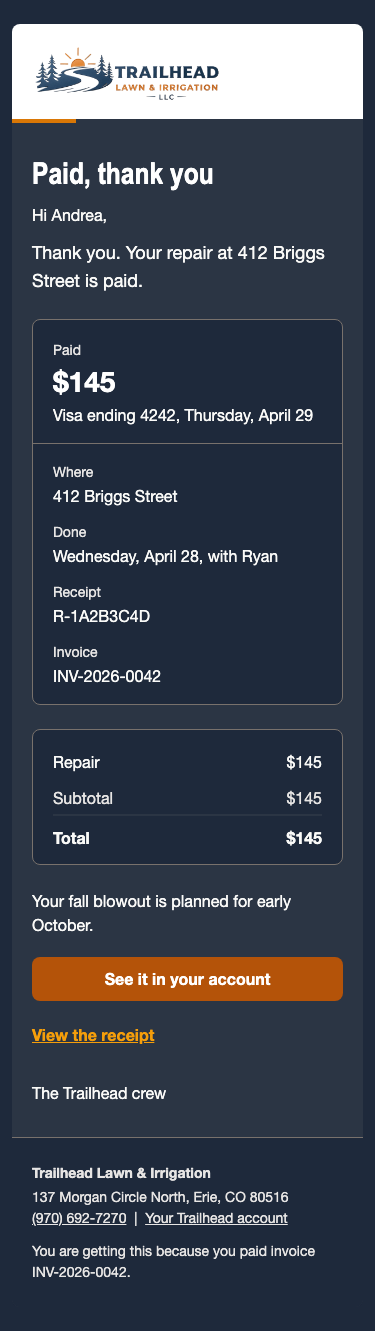 TRAILHEAD
LAWN & IRRIGATION
LLC
Paid, thank you
Hi Andrea,
Thank you. Your repair at 412 Briggs
Street is paid.
Paid
$145
Visa ending 4242, Thursday, April 29
Where
412 Briggs Street
Done
Wednesday, April 28, with Ryan
Receipt
R-1A2B3C4D
Invoice
INV-2026-0042
Repair $145
Subtotal $145
Total $145
Your fall blowout is planned for early
October.
See it in your account
View the receipt
The Trailhead crew
Trailhead Lawn & Irrigation
137 Morgan Circle North, Erie, CO 80516
(970) 692-7270 | Your Trailhead account
You are getting this because you paid invoice
INV-2026-0042.